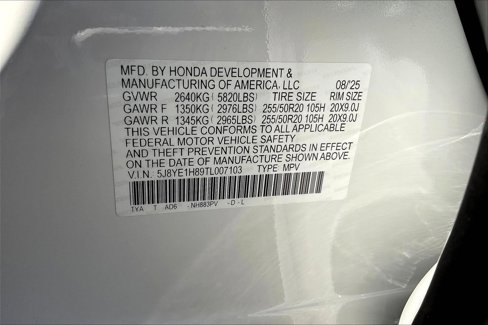 MFD. BY HONDA DEVELOPMENT &
MANUFACTURING OF AMERICA, LLC 08/'25
GVWR 2640KG( 5820LBS) TIRE SIZE RIM SIZE
GAWR F 1350KG( 2976LBS) 255/50R20 105H 20X9.0J
GAWR R 1345KG( 2965LBS) 255/50R20 105H 20X9.0J
THIS VEHICLE CONFORMS TO ALL APPLICABLE
FEDERAL MOTOR VEHICLE SAFETY
AND THEFT PREVENTION STANDARDS IN EFFECT
ON THE DATE OF MANUFACTURE SHOWN ABOVE.
V.I.N. 5J8YE1H89TL007103 TYPE MPV
TYA T AD6 -NH883PV -D-L